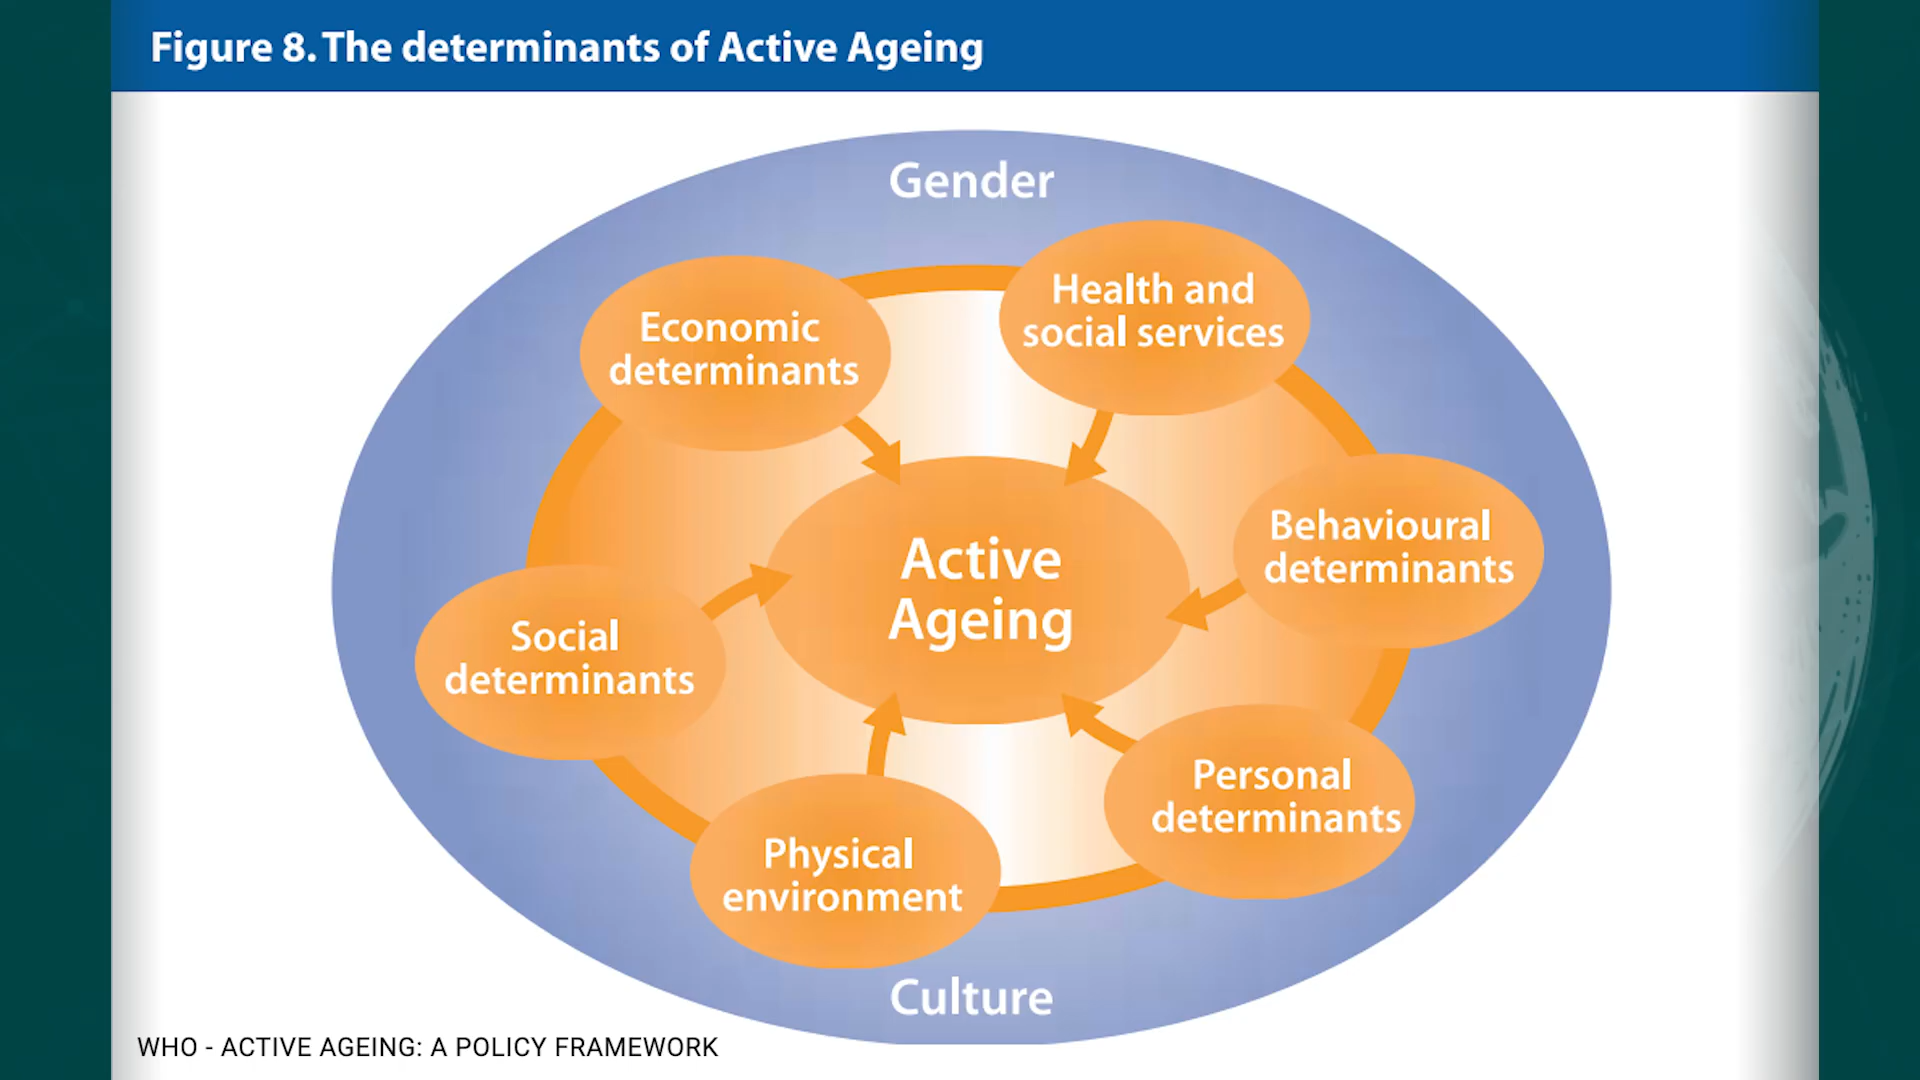 Figure 8. The determinants of Active Ageing
Gender
Health and
social services
Economic
determinants
Behavioural
determinants
Active
Ageing
Social
determinants
Personal
determinants
Physical
environment
Culture
WHO - ACTIVE AGEING: A POLICY FRAMEWORK